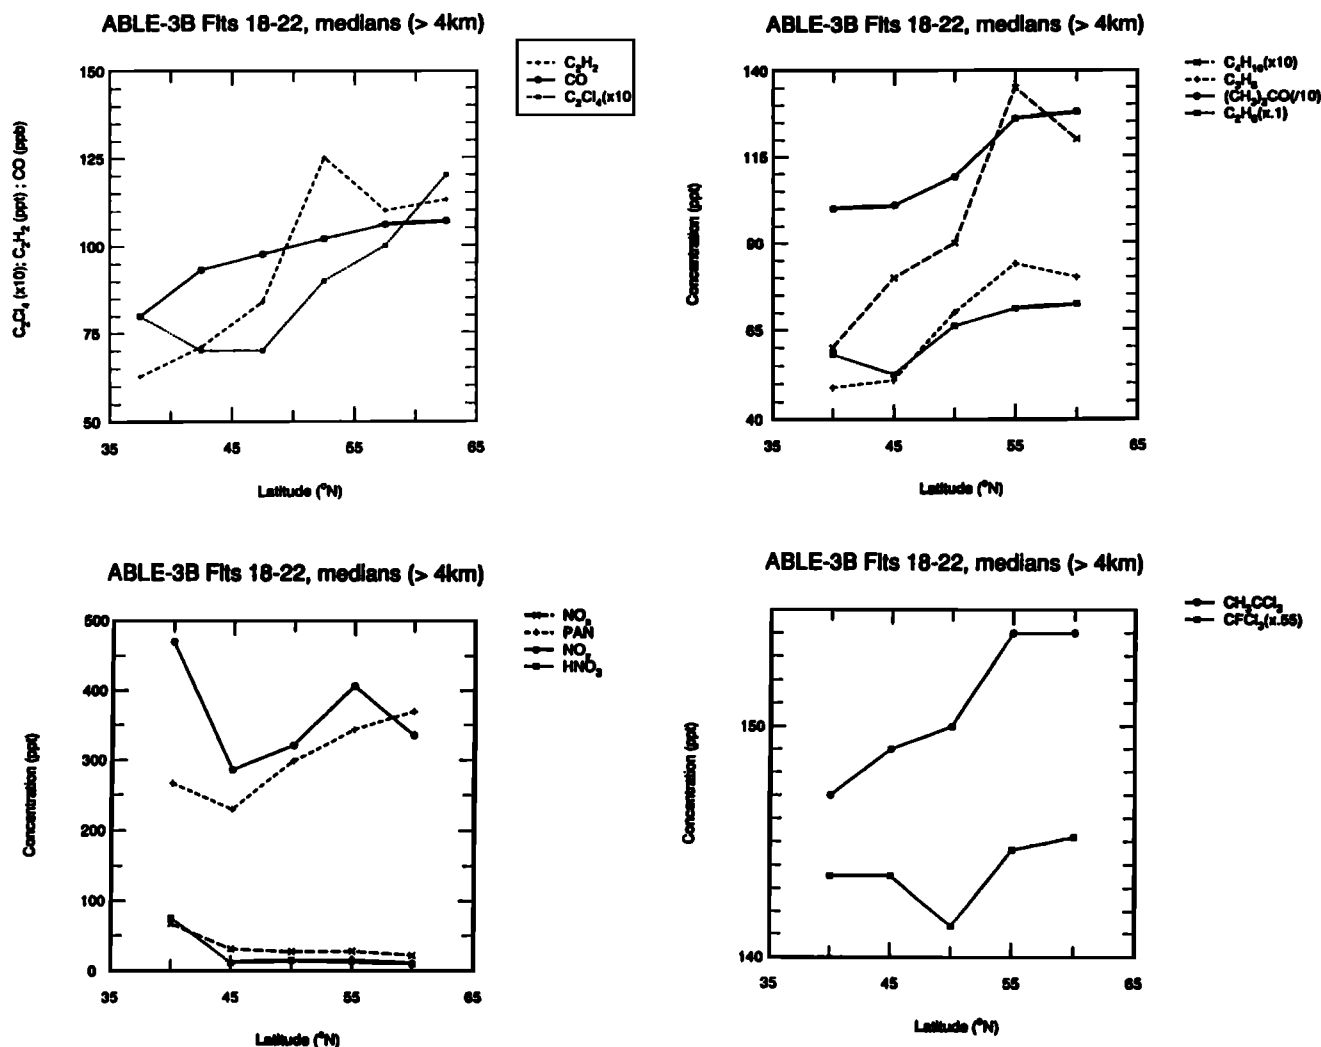 ABLE-3B Flts 18-22, medians (> 4km)
C₂H₂
CO
C₂Cl₄(x10
150
125
100
75
50
35
45
55
65
C₂Cl₄ (x10); C₂H₂ (ppt) ; CO (ppb)
Latitude (°N)
ABLE-3B Flts 18-22, medians (> 4km)
C₄H₁₀(x10)
C₃H₈
(CH₃)₂CO(/10)
C₂H₆(x.1)
140
115
90
65
40
35
45
55
65
Concentration (ppt)
Latitude (°N)
ABLE-3B Flts 18-22, medians (> 4km)
NOₓ
PAN
NOᵧ
HNO₃
500
400
300
200
100
0
35
45
55
65
Concentration (ppt)
Latitude (°N)
ABLE-3B Flts 18-22, medians (> 4km)
CH₃CCl₃
CFCl₃(x.55)
150
140
35
45
55
65
Concentration (ppt)
Latitude (°N)